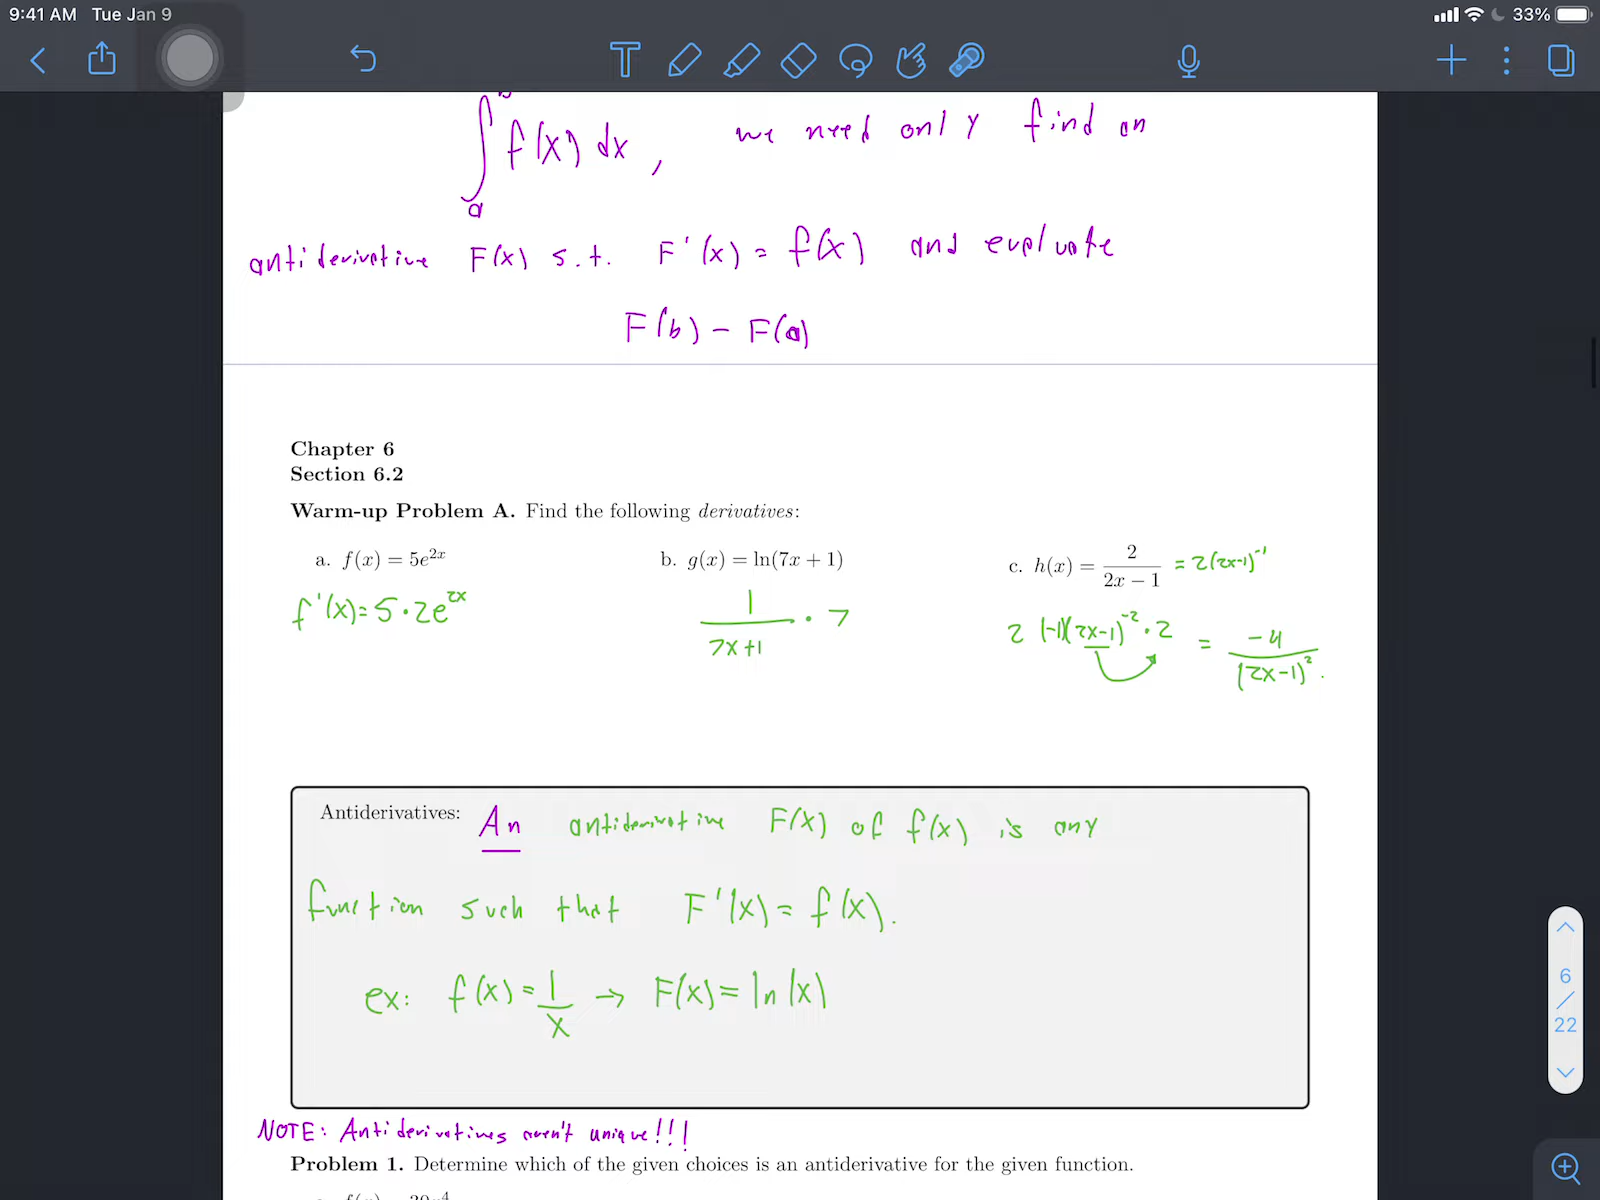 9:41 AM Tue Jan 9 33%
∫ₐᵇ f(x) dx, we need only find an
antiderivative F(x) s.t. F'(x) = f(x) and evaluate
F(b) - F(a)
Chapter 6
Section 6.2
Warm-up Problem A. Find the following derivatives:
a. f(x) = 5e^{2x} b. g(x) = ln(7x + 1) c. h(x) = 2/(2x − 1) = 2(2x-1)^{-1}
f'(x) = 5·2e^{2x} 1/(7x+1) · 7 2(-1)(2x-1)^{-2}·2 = -4/(2x-1)^2.
Antiderivatives: An antiderivative F(x) of f(x) is any
function such that F'(x) = f(x).
ex: f(x) = 1/x → F(x) = ln(x)
NOTE: Antiderivatives aren't unique!!!
Problem 1. Determine which of the given choices is an antiderivative for the given function.
6 / 22